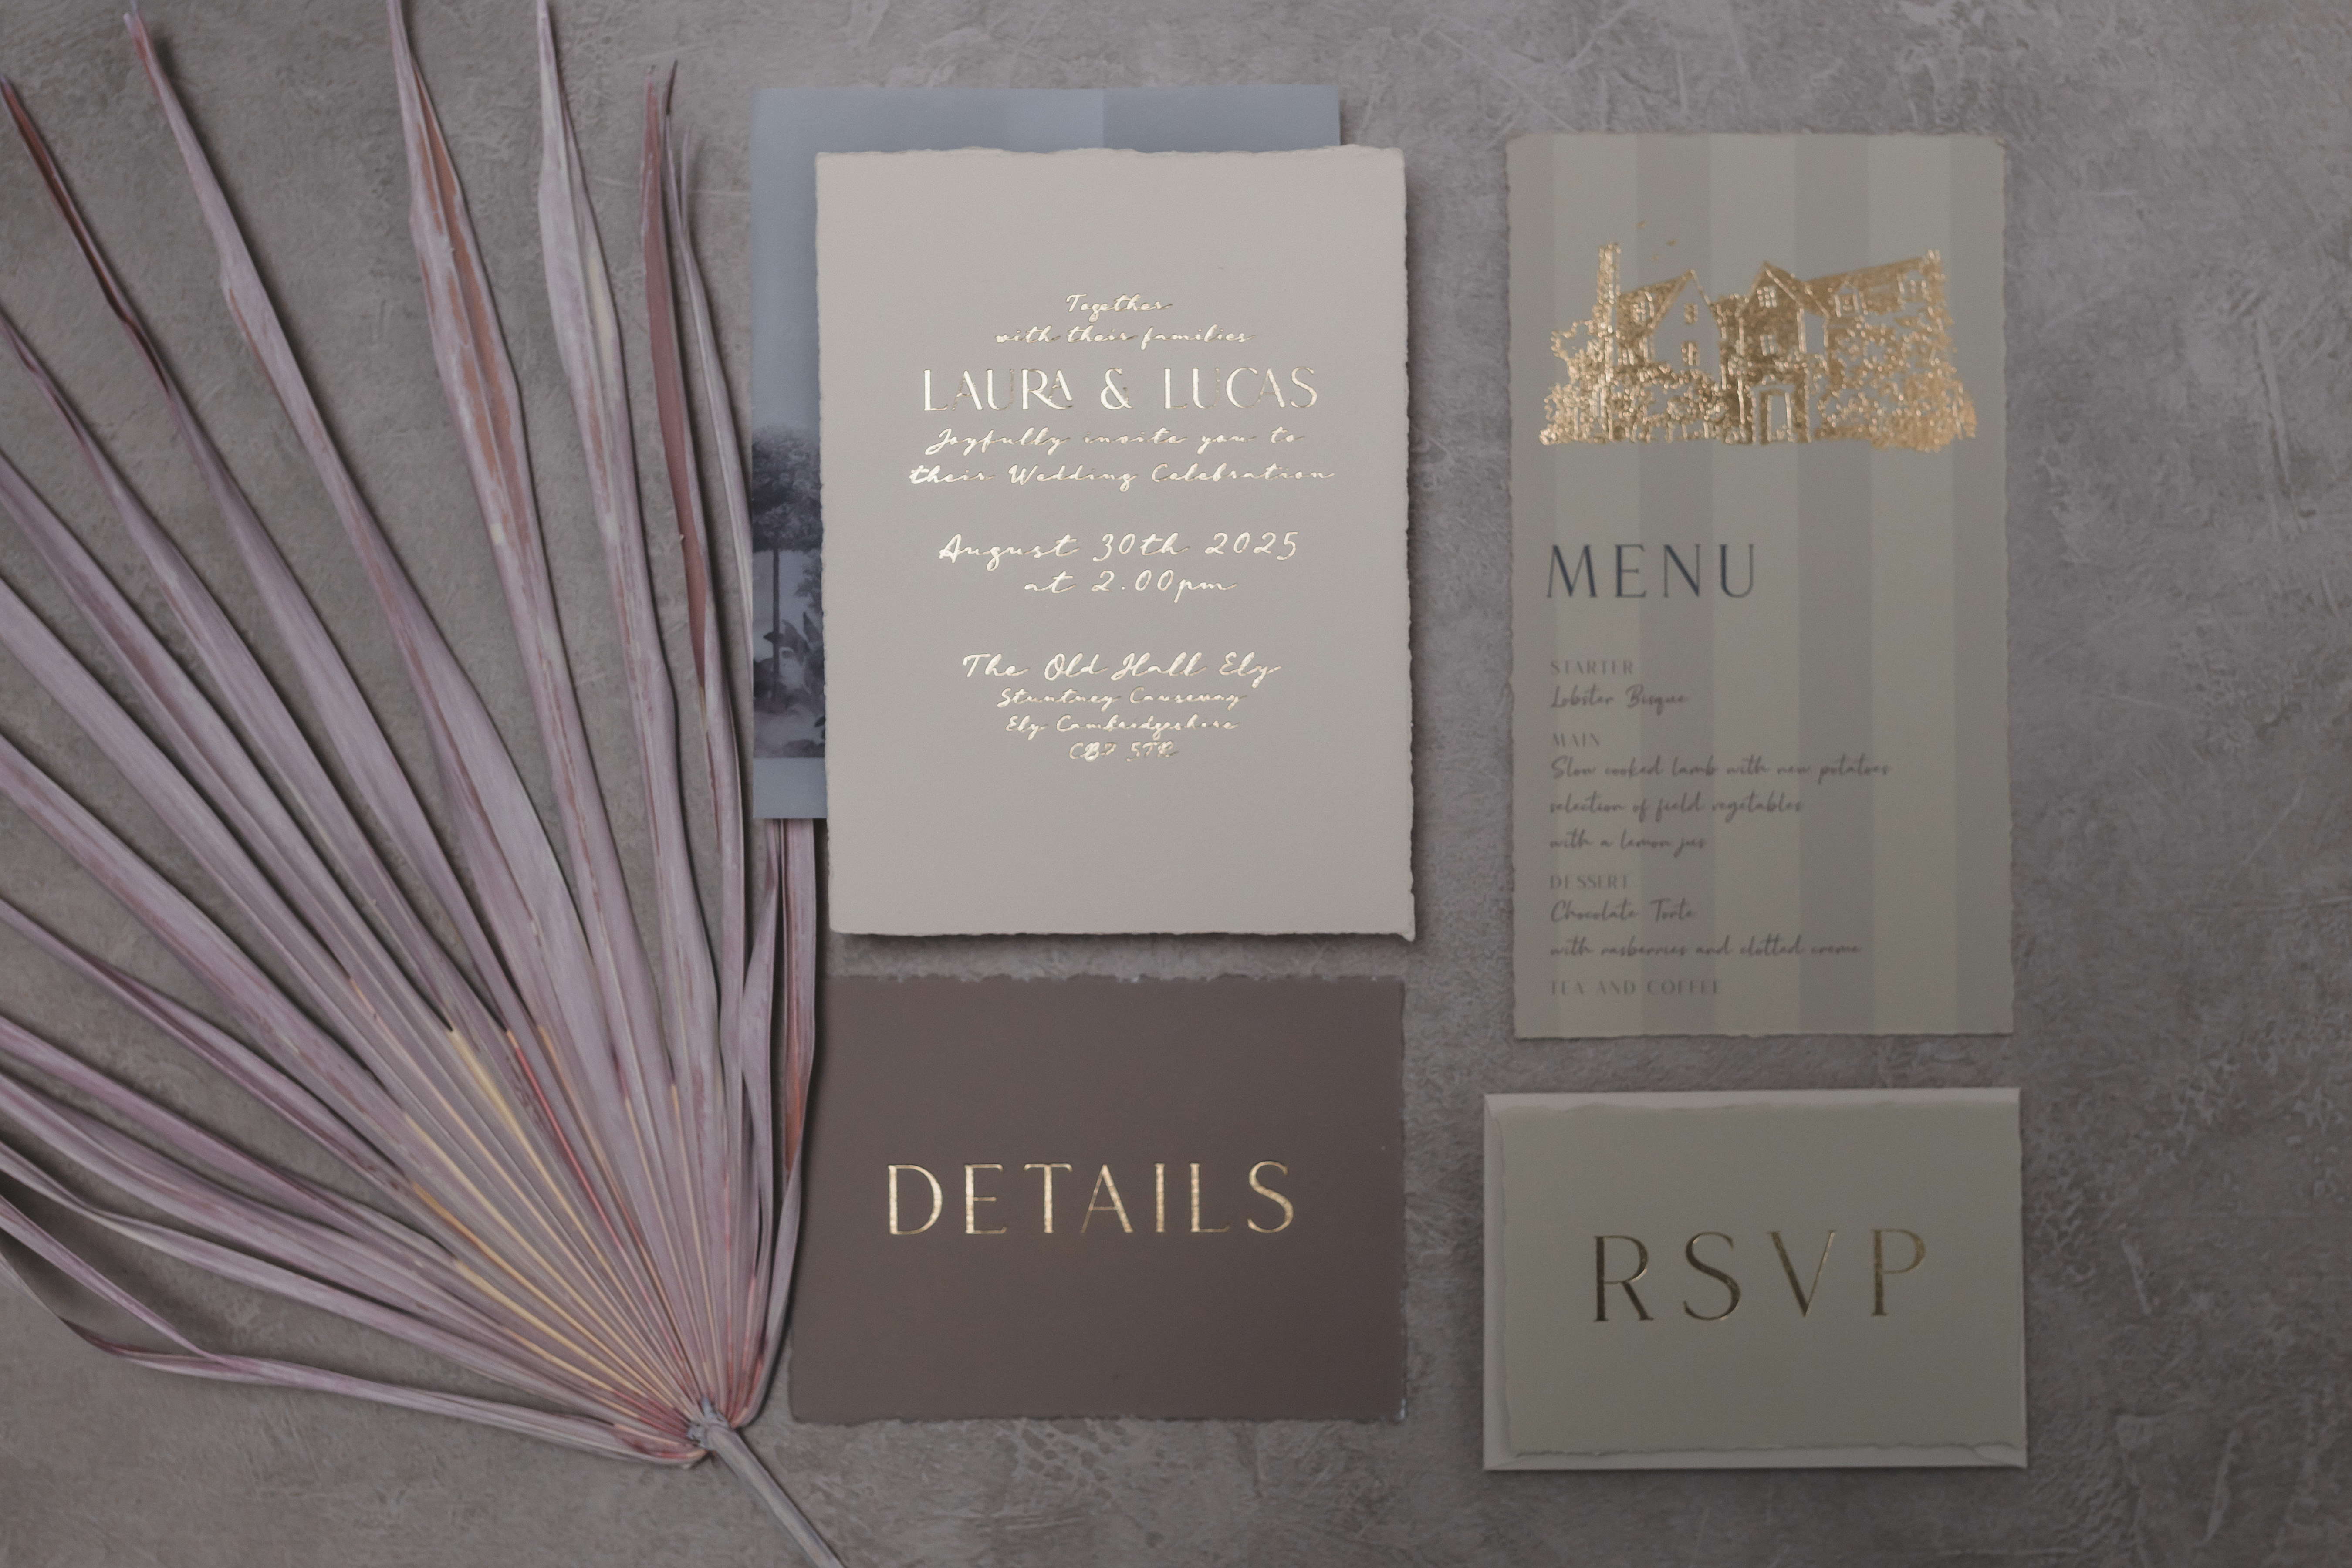 Together
with their families
LAURA & LUCAS
Joyfully invite you to
their Wedding Celebration
August 30th 2025
at 2.00pm
The Old Hall Ely
Stuntney Causeway
Ely Cambridgeshire
CB7 5TR
DETAILS
MENU
STARTER
Lobster Bisque
MAIN
Slow cooked lamb with new potatoes
selection of field vegetables
with a lemon jus
DESSERT
Chocolate Torte
with rasberries and clotted creme
TEA AND COFFEE
RSVP